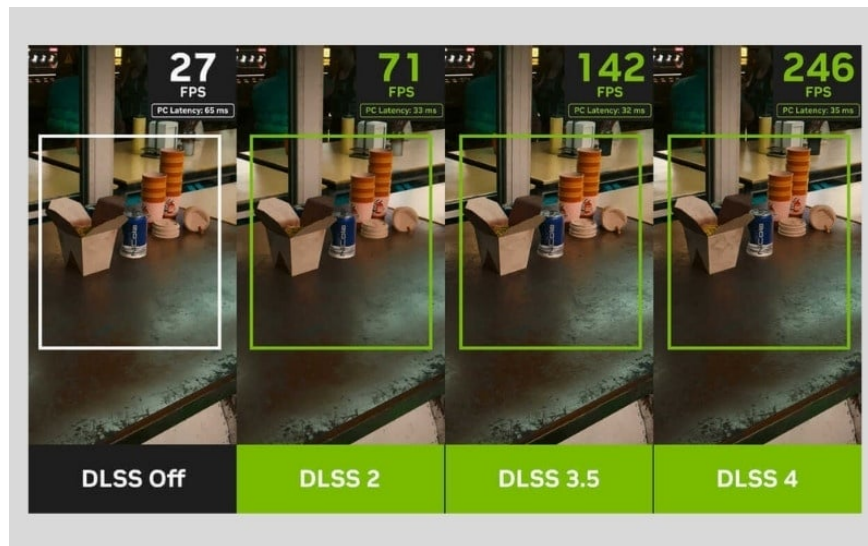 27
FPS
PC Latency: 65 ms
71
FPS
PC Latency: 33 ms
142
FPS
PC Latency: 32 ms
246
FPS
PC Latency: 35 ms
DLSS Off
DLSS 2
DLSS 3.5
DLSS 4